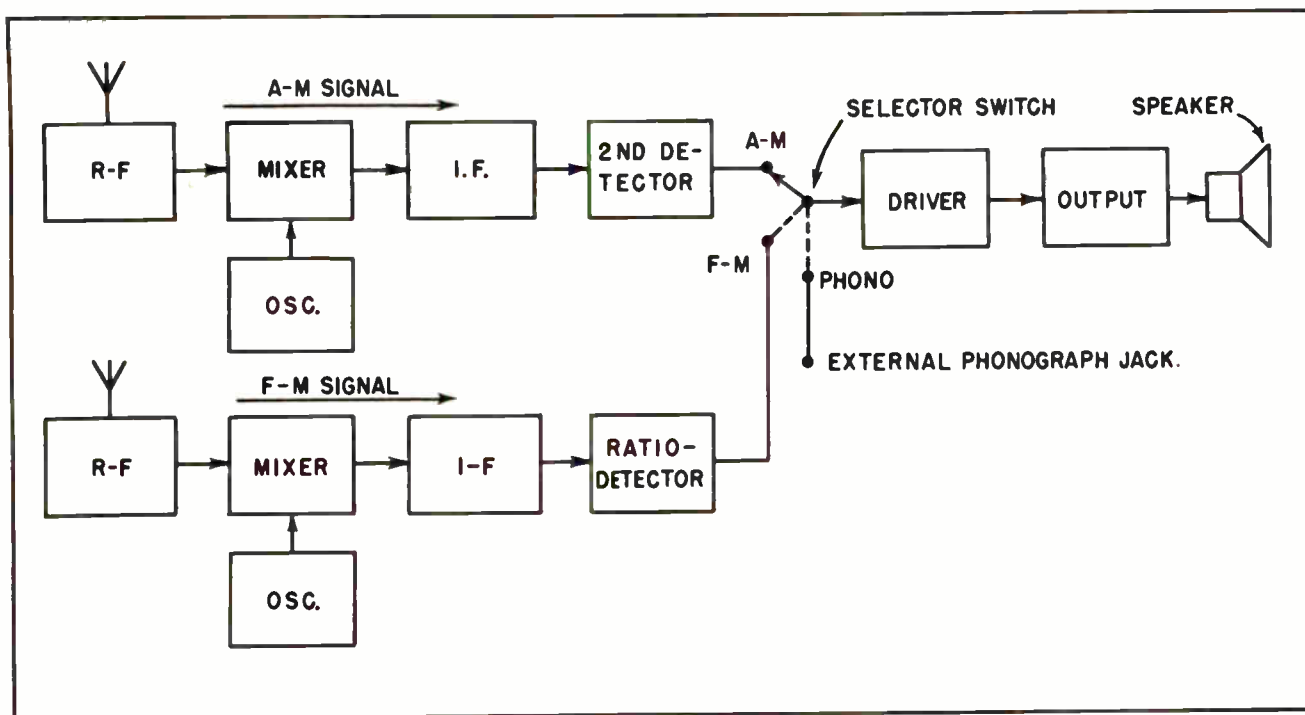 A-M SIGNAL
SELECTOR SWITCH
SPEAKER
R-F
MIXER
I.F.
2ND DE-
TECTOR
A-M
DRIVER
OUTPUT
F-M
PHONO
OSC.
EXTERNAL PHONOGRAPH JACK.
F-M SIGNAL
R-F
MIXER
I-F
RATIO-
DETECTOR
OSC.